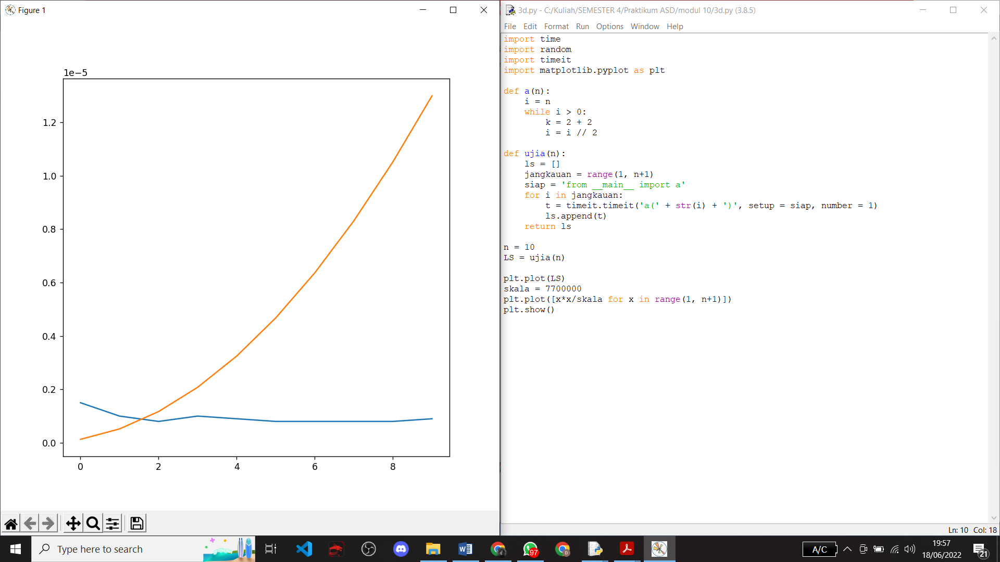 Figure 1
1e−5
1.2
1.0
0.8
0.6
0.4
0.2
0.0
0 2 4 6 8
3d.py - C:/Kuliah/SEMESTER 4/Praktikum ASD/modul 10/3d.py (3.8.5)
File Edit Format Run Options Window Help
import time
import random
import timeit
import matplotlib.pyplot as plt
def a(n):
    i = n
    while i > 0:
        k = 2 + 2
        i = i // 2
def ujia(n):
    ls = []
    jangkauan = range(1, n+1)
    siap = 'from __main__ import a'
    for i in jangkauan:
        t = timeit.timeit('a(' + str(i) + ')', setup = siap, number = 1)
        ls.append(t)
    return ls
n = 10
LS = ujia(n)
plt.plot(LS)
skala = 7700000
plt.plot([x*x/skala for x in range(1, n+1)])
plt.show()
Ln: 10 Col: 18
Type here to search
97
D
A/C
19:57
18/06/2022
21